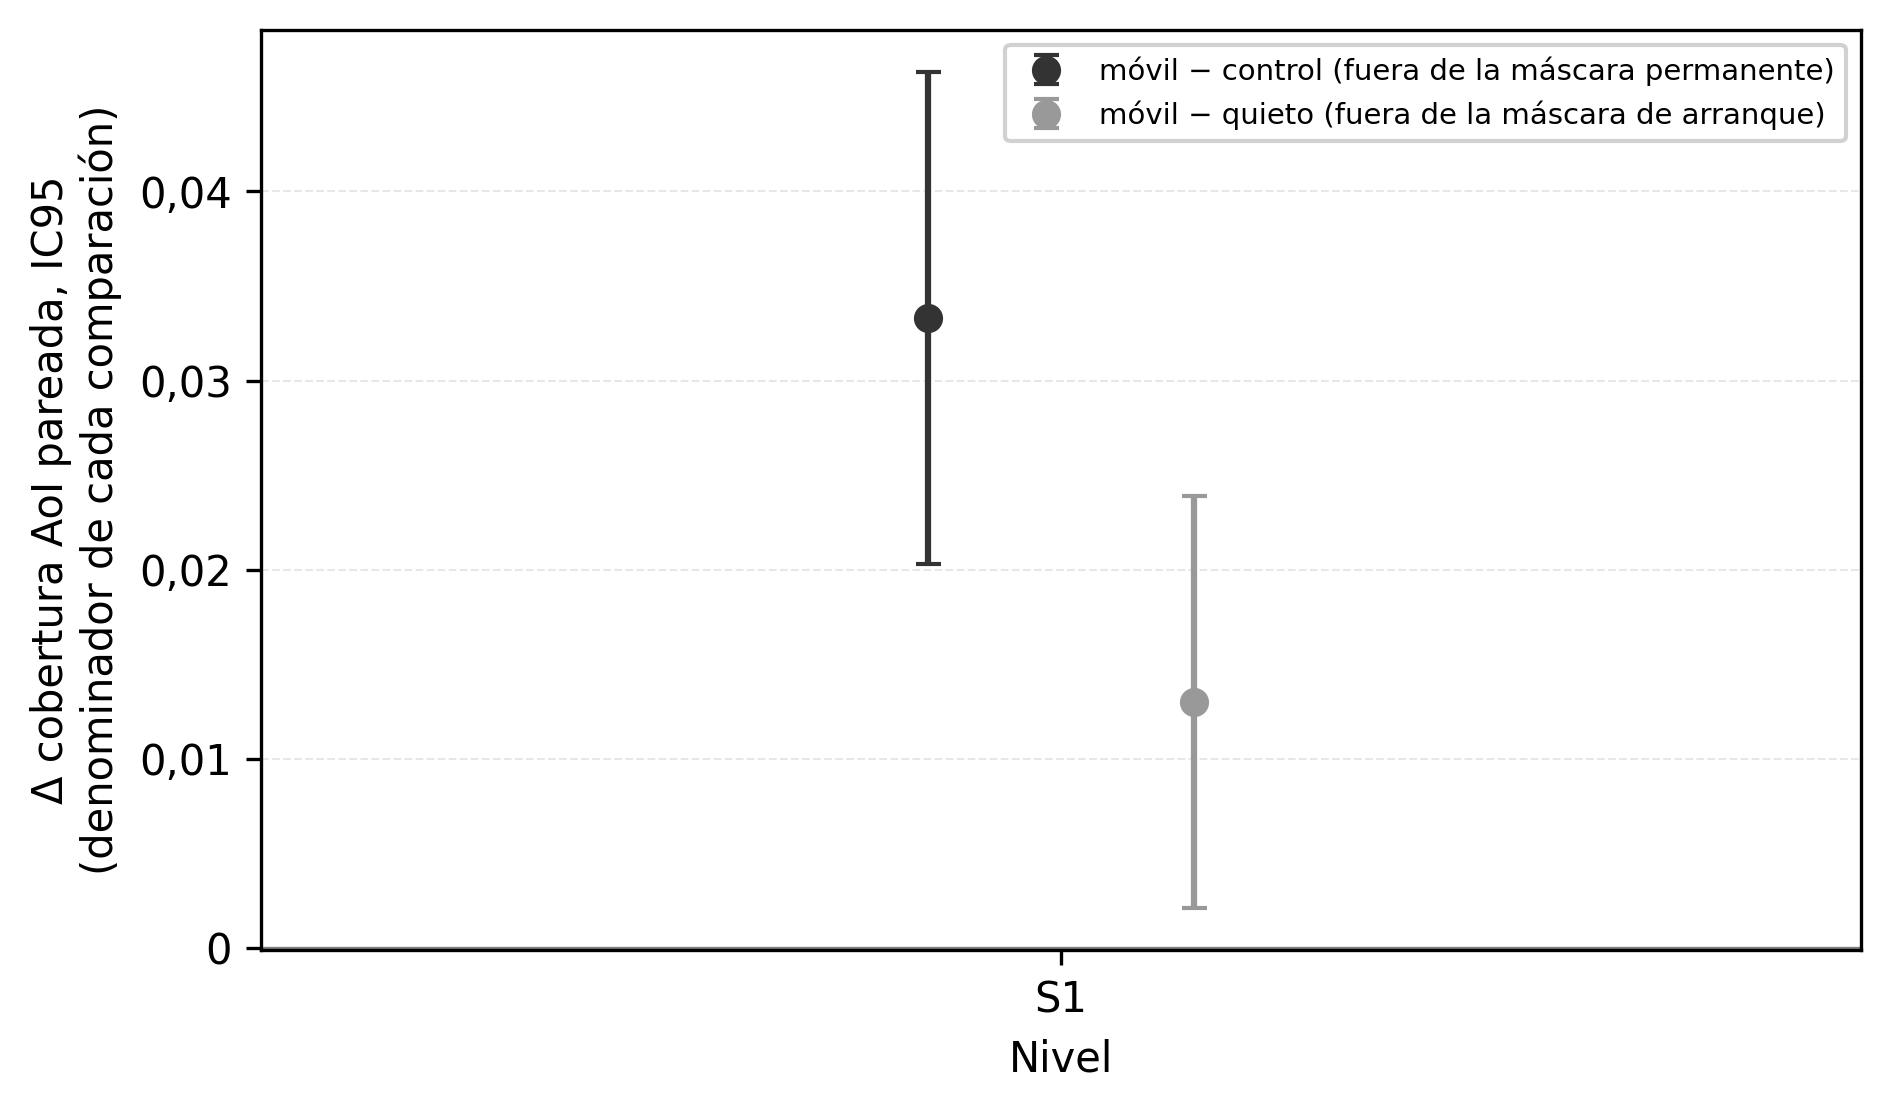 móvil − control (fuera de la máscara permanente)
móvil − quieto (fuera de la máscara de arranque)
Δ cobertura AoI pareada, IC95
(denominador de cada comparación)
0,04
0,03
0,02
0,01
0
S1
Nivel